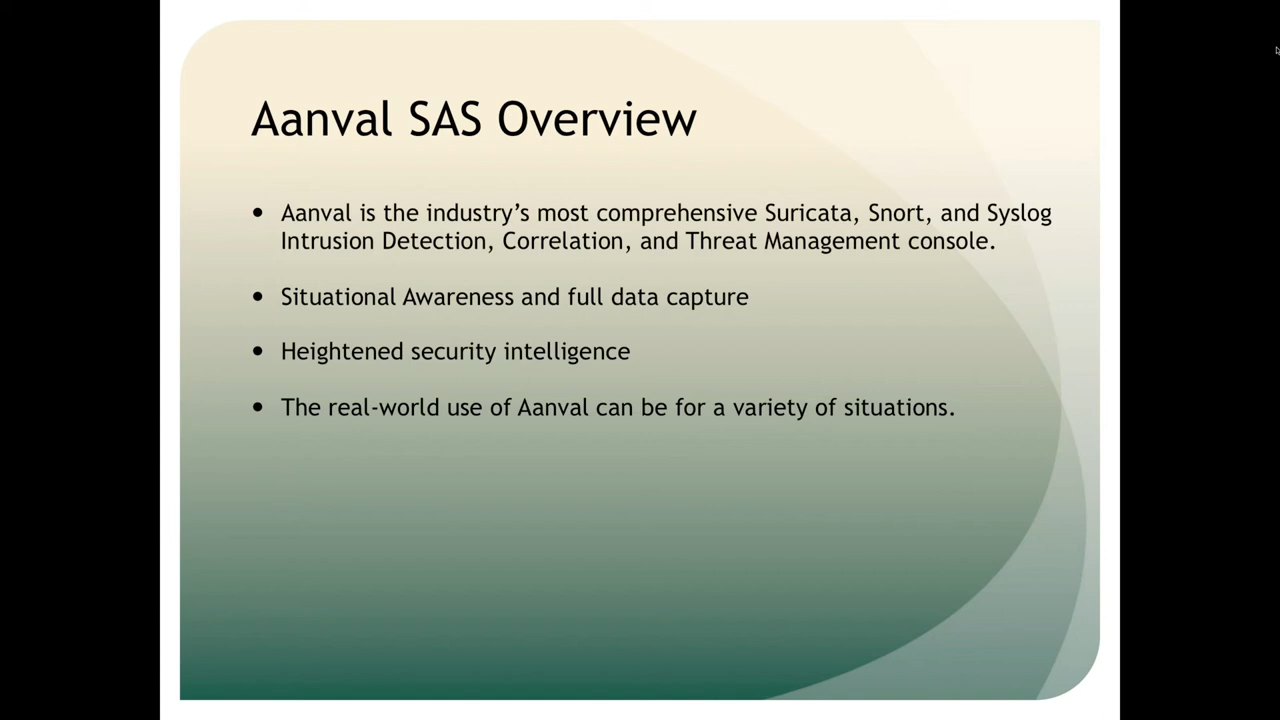 Aanval SAS Overview
• Aanval is the industry’s most comprehensive Suricata, Snort, and Syslog
Intrusion Detection, Correlation, and Threat Management console.
• Situational Awareness and full data capture
• Heightened security intelligence
• The real-world use of Aanval can be for a variety of situations.